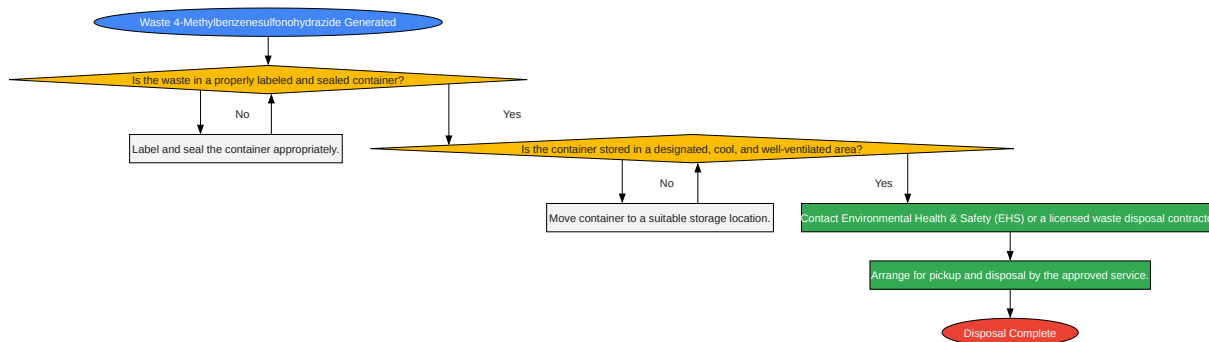 Waste 4-Methylbenzenesulfonohydrazide Generated
Is the waste in a properly labeled and sealed container?
No
Yes
Label and seal the container appropriately.
Is the container stored in a designated, cool, and well-ventilated area?
No
Yes
Move container to a suitable storage location.
Contact Environmental Health & Safety (EHS) or a licensed waste disposal
Arrange for pickup and disposal by the approved service.
Disposal Complete